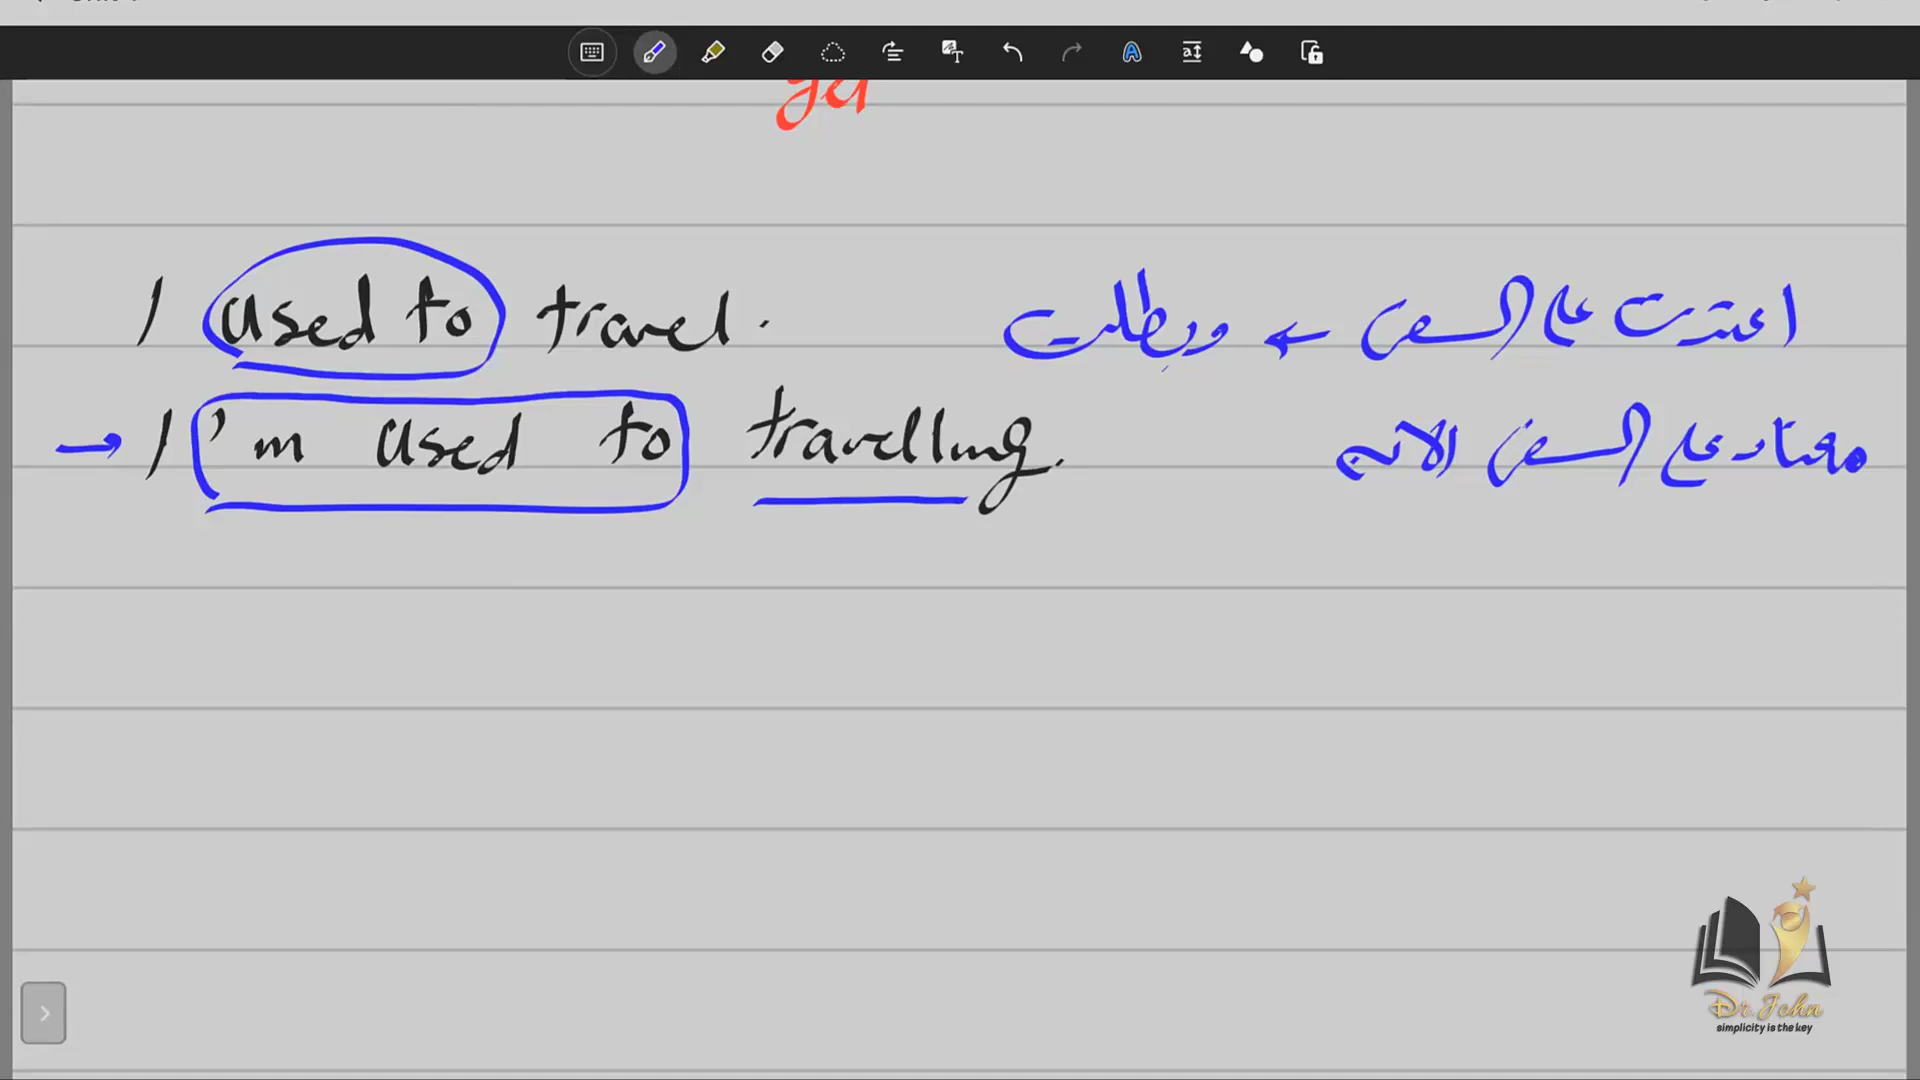 I used to travel. اعتدت على السفر ← وبطلت
→ I'm used to travelling. معتاد على السفر الآن
Dr. John
simplicity is the key